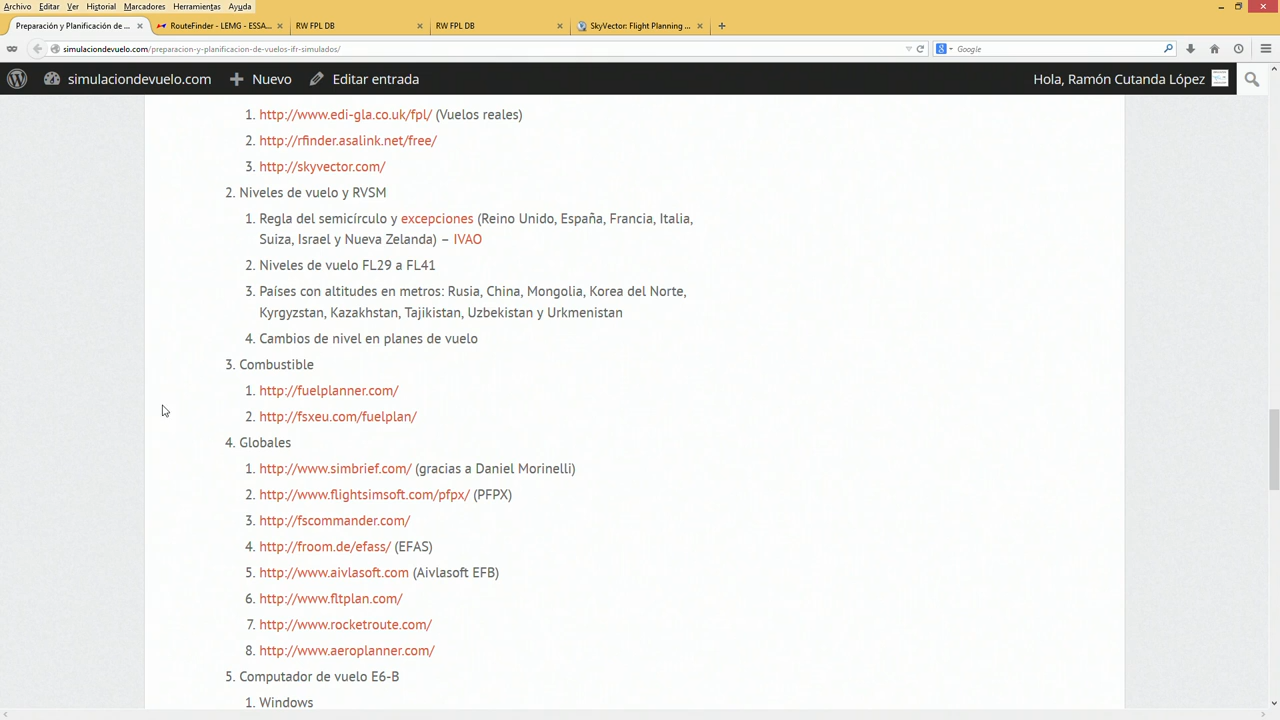 Archivo Editar Ver Historial Marcadores Herramientas Ayuda
Preparación y Planificación de ... × RouteFinder - LEMG - ESSA... × RW FPL DB × RW FPL DB × SkyVector: Flight Planning ... × +
simulaciondevuelo.com/preparacion-y-planificacion-de-vuelos-ifr-simulados/ Google
simulaciondevuelo.com Nuevo Editar entrada Hola, Ramón Cutanda López
1. http://www.edi-gla.co.uk/fpl/ (Vuelos reales)
2. http://rfinder.asalink.net/free/
3. http://skyvector.com/
2. Niveles de vuelo y RVSM
1. Regla del semicírculo y excepciones (Reino Unido, España, Francia, Italia,
Suiza, Israel y Nueva Zelanda) – IVAO
2. Niveles de vuelo FL29 a FL41
3. Países con altitudes en metros: Rusia, China, Mongolia, Korea del Norte,
Kyrgyzstan, Kazakhstan, Tajikistan, Uzbekistan y Urkmenistan
4. Cambios de nivel en planes de vuelo
3. Combustible
1. http://fuelplanner.com/
2. http://fsxeu.com/fuelplan/
4. Globales
1. http://www.simbrief.com/ (gracias a Daniel Morinelli)
2. http://www.flightsimsoft.com/pfpx/ (PFPX)
3. http://fscommander.com/
4. http://froom.de/efass/ (EFAS)
5. http://www.aivlasoft.com (Aivlasoft EFB)
6. http://www.fltplan.com/
7. http://www.rocketroute.com/
8. http://www.aeroplanner.com/
5. Computador de vuelo E6-B
1. Windows